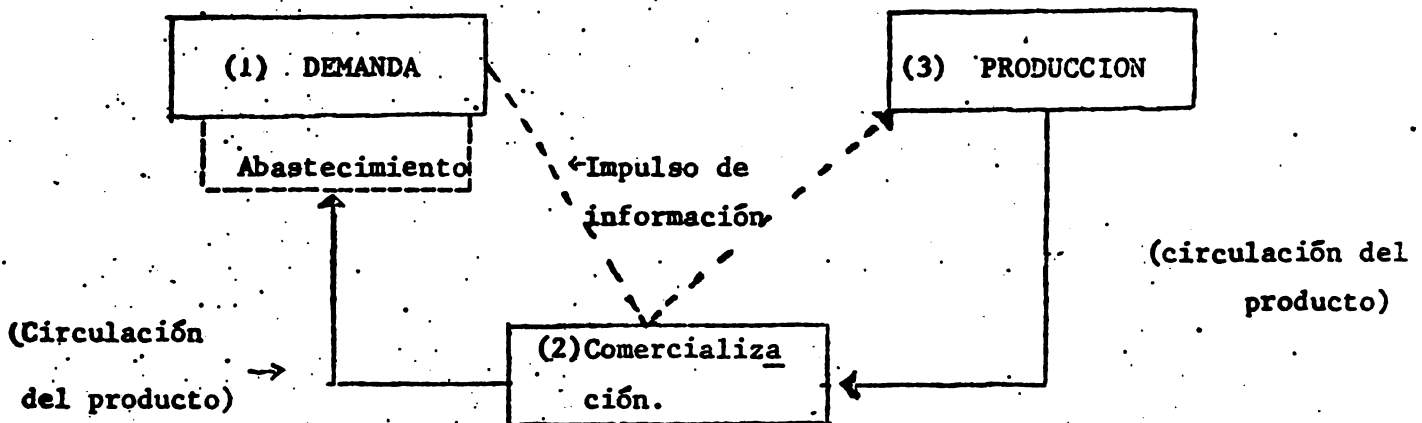 (1) DEMANDA
(3) PRODUCCION
Abastecimiento
←Impulso de
información
(circulación del
producto)
(Circulación
del producto)
→
(2)Comercializa
ción.